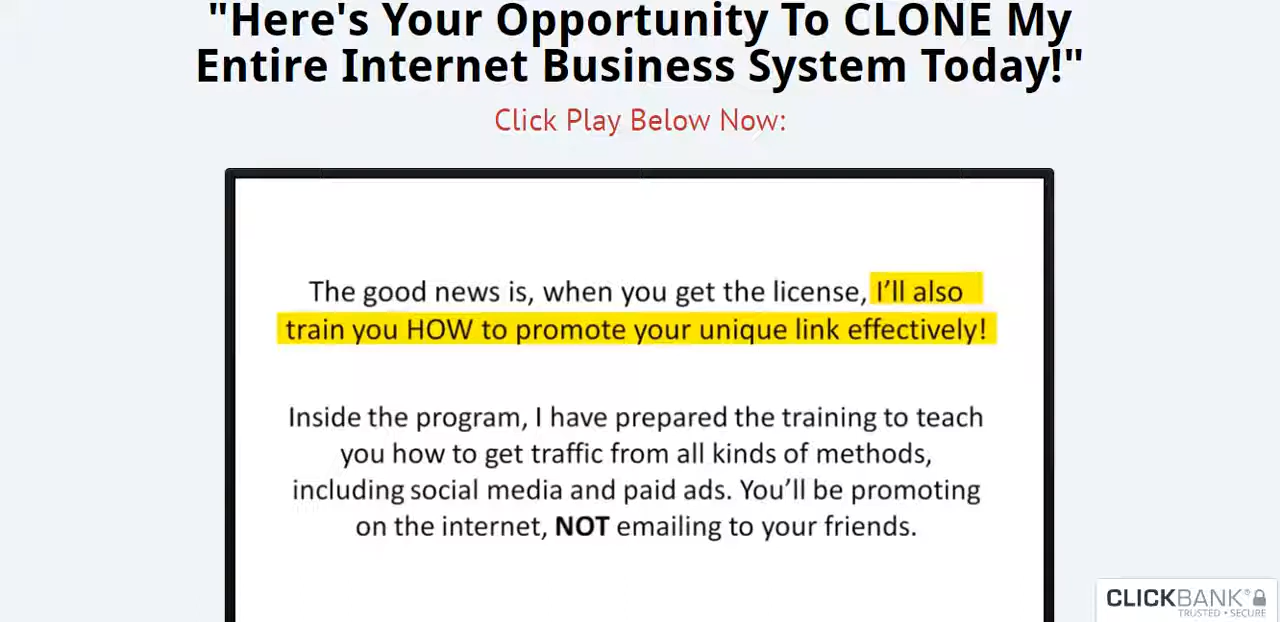 "Here's Your Opportunity To CLONE My
Entire Internet Business System Today!"
Click Play Below Now:
The good news is, when you get the license, I'll also
train you HOW to promote your unique link effectively!
Inside the program, I have prepared the training to teach
you how to get traffic from all kinds of methods,
including social media and paid ads. You'll be promoting
on the internet, NOT emailing to your friends.
CLICKBANK®
TRUSTED • SECURE